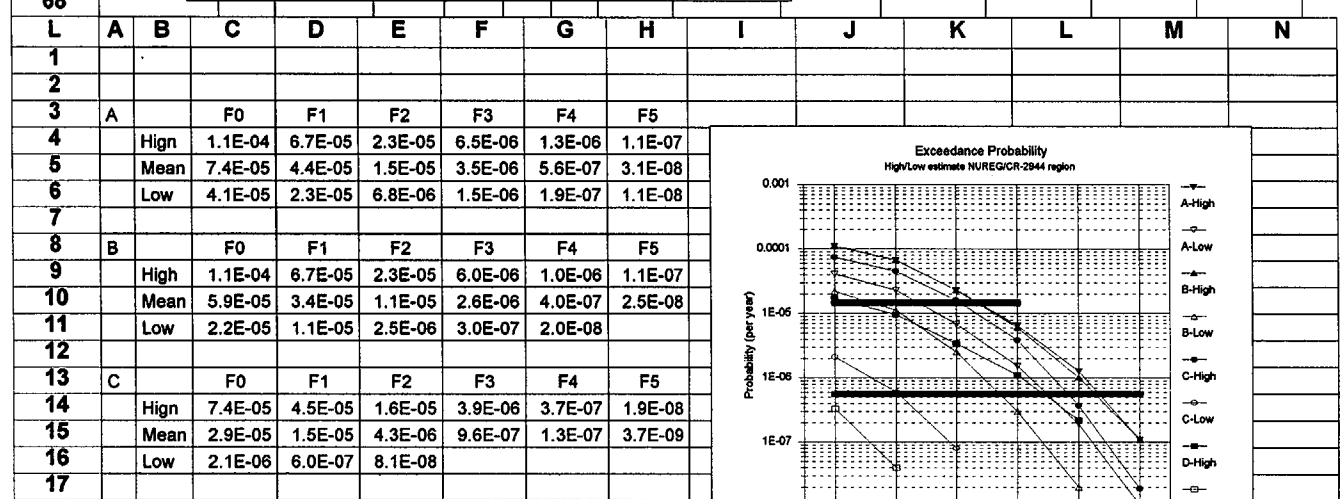 68
L A B C D E F G H I J K L M N
1
2
3 A F0 F1 F2 F3 F4 F5
4 Hign 1.1E-04 6.7E-05 2.3E-05 6.5E-06 1.3E-06 1.1E-07
5 Mean 7.4E-05 4.4E-05 1.5E-05 3.5E-06 5.6E-07 3.1E-08
6 Low 4.1E-05 2.3E-05 6.8E-06 1.5E-06 1.9E-07 1.1E-08
7
8 B F0 F1 F2 F3 F4 F5
9 High 1.1E-04 6.7E-05 2.3E-05 6.0E-06 1.0E-06 1.1E-07
10 Mean 5.9E-05 3.4E-05 1.1E-05 2.6E-06 4.0E-07 2.5E-08
11 Low 2.2E-05 1.1E-05 2.5E-06 3.0E-07 2.0E-08
12
13 C F0 F1 F2 F3 F4 F5
14 Hign 7.4E-05 4.5E-05 1.6E-05 3.9E-06 3.7E-07 1.9E-08
15 Mean 2.9E-05 1.5E-05 4.3E-06 9.6E-07 1.3E-07 3.7E-09
16 Low 2.1E-06 6.0E-07 8.1E-08
17
Exceedance Probability
High/Low estimate NUREG/CR-2944 region
Probability (per year)
0.001
0.0001
1E-05
1E-06
1E-07
A-High
A-Low
B-High
B-Low
C-High
C-Low
D-High